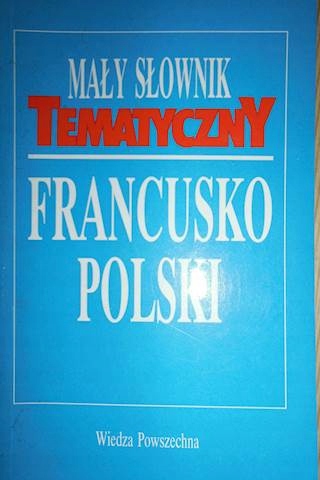 MAŁY SŁOWNIK
TEMATYCZNY
FRANCUSKO
POLSKI
Wiedza Powszechna